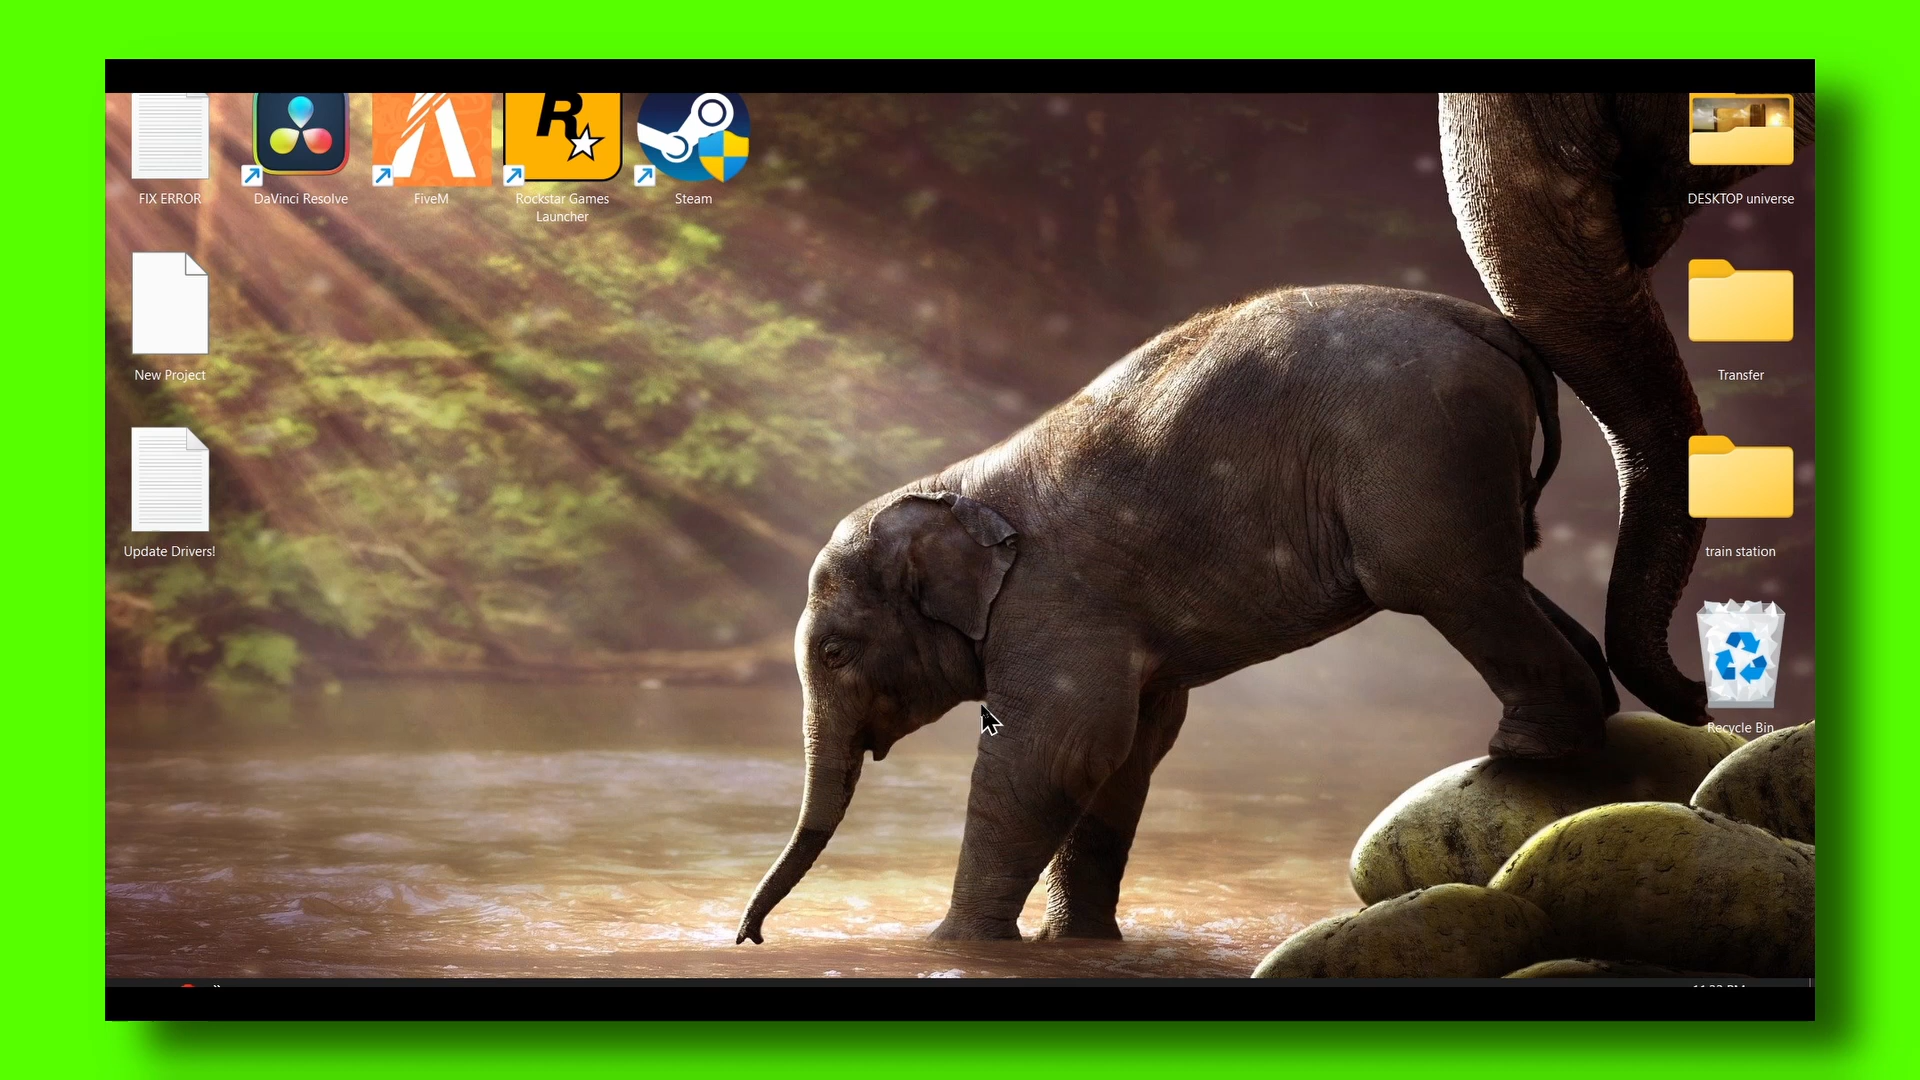 FIX ERROR
DaVinci Resolve
FiveM
R
Rockstar Games
Launcher
Steam
DESKTOP universe
New Project
Transfer
Update Drivers!
train station
Recycle Bin